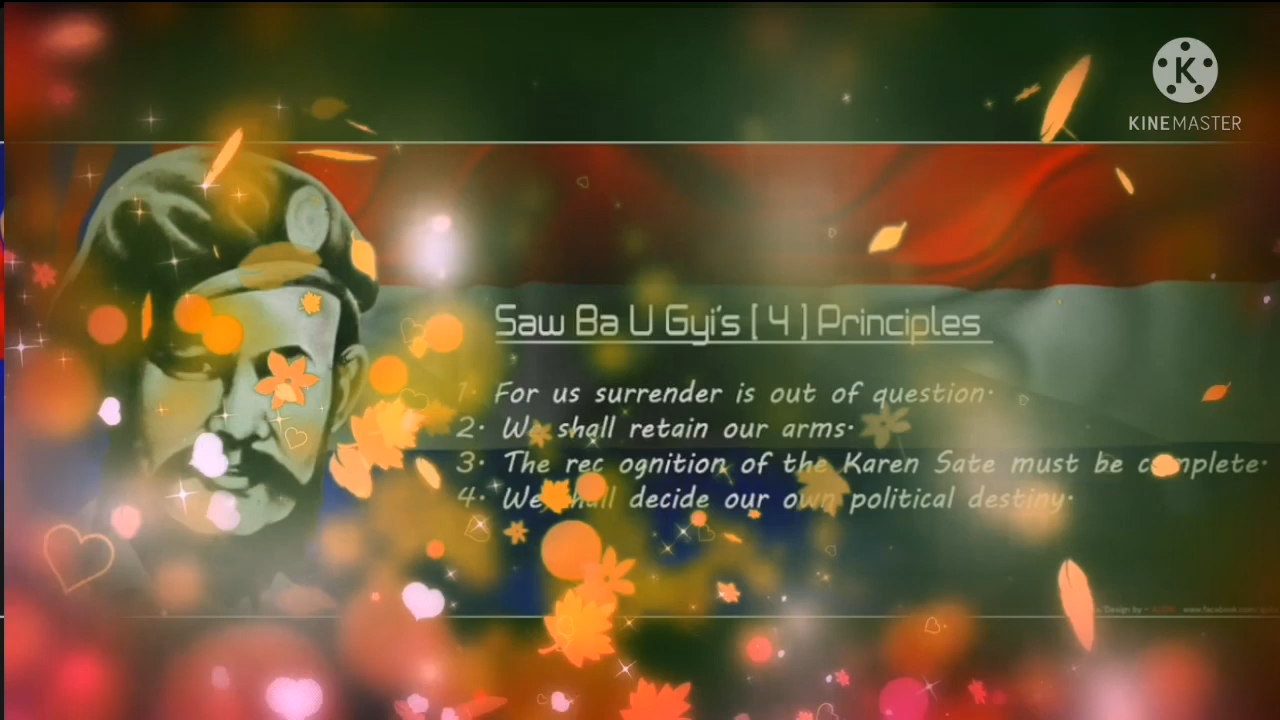 K
KINEMASTER
Saw Ba U Gyi's [ 4 ] Principles
1. For us surrender is out of question.
2. We shall retain our arms.
3. The rec ognition of the Karen Sate must be complete.
4. We shall decide our own political destiny.
Design by -